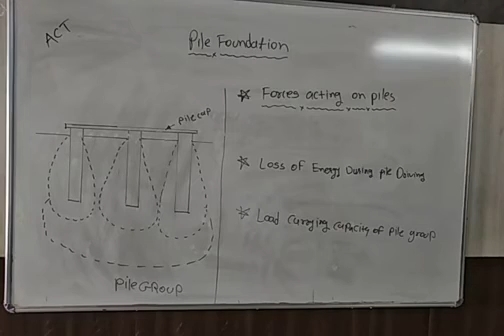 ACT
Pile Foundation
Pile cap
Pile GROUP
Forces acting on piles
Loss of Energy During pile Driving
Load carrying capacity of Pile group